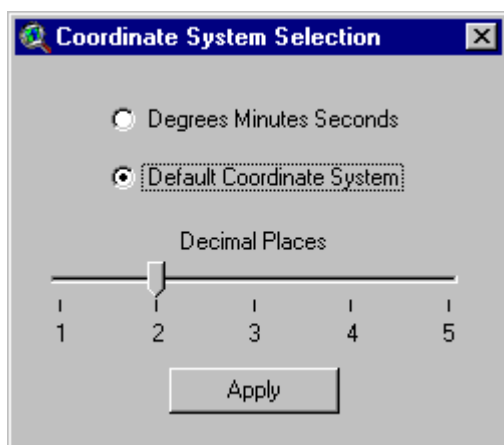 Coordinate System Selection
Degrees Minutes Seconds
Default Coordinate System
Decimal Places
1 2 3 4 5
Apply